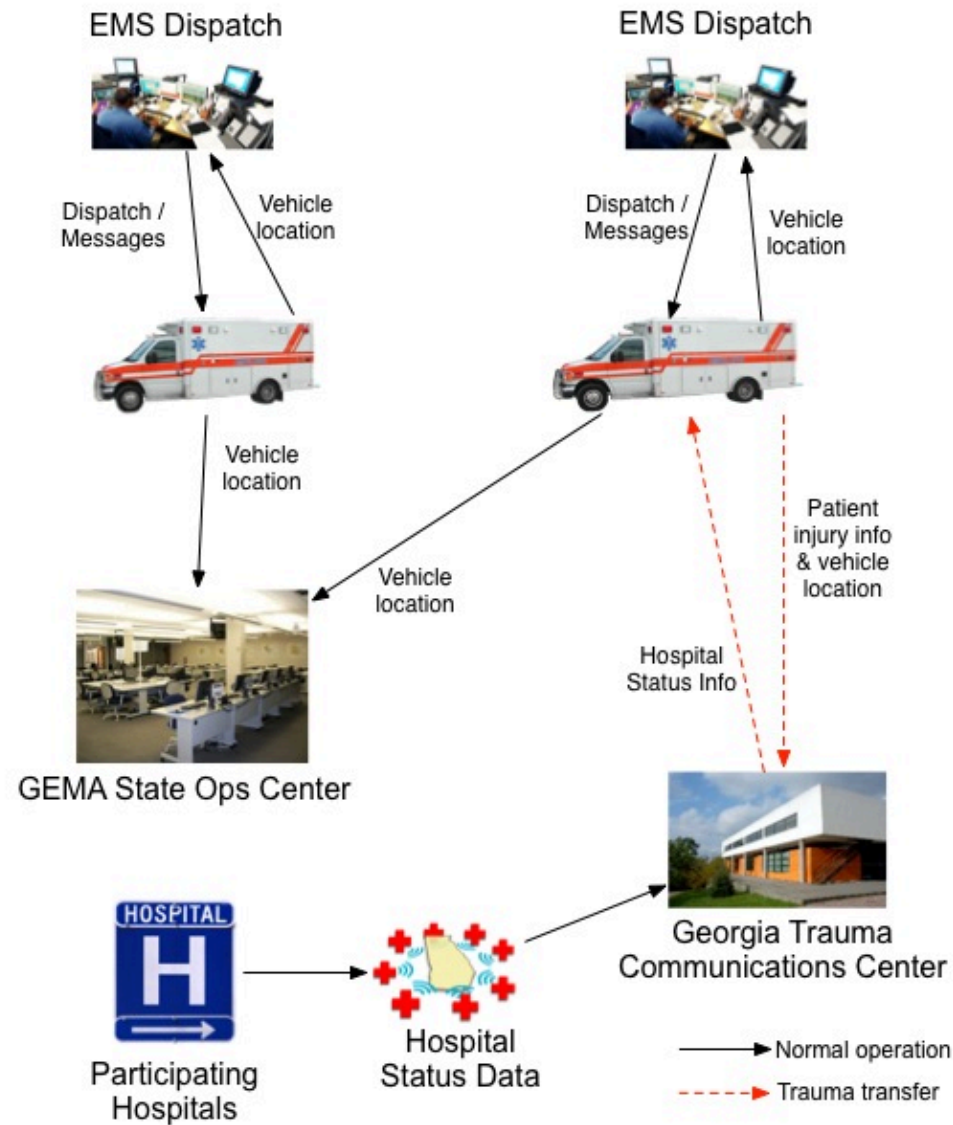 EMS Dispatch
EMS Dispatch
Dispatch /
Messages
Vehicle
location
Dispatch /
Messages
Vehicle
location
Vehicle
location
Vehicle
location
Patient
injury info
& vehicle
location
Hospital
Status Info
GEMA State Ops Center
Georgia Trauma
Communications Center
HOSPITAL
H
Participating
Hospitals
Hospital
Status Data
Normal operation
Trauma transfer